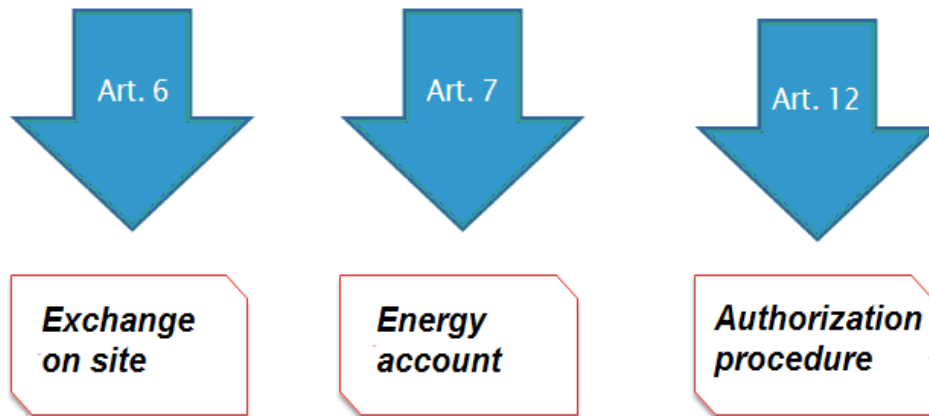 Art. 6
Art. 7
Art. 12
Exchange
on site
Energy
account
Authorization
procedure